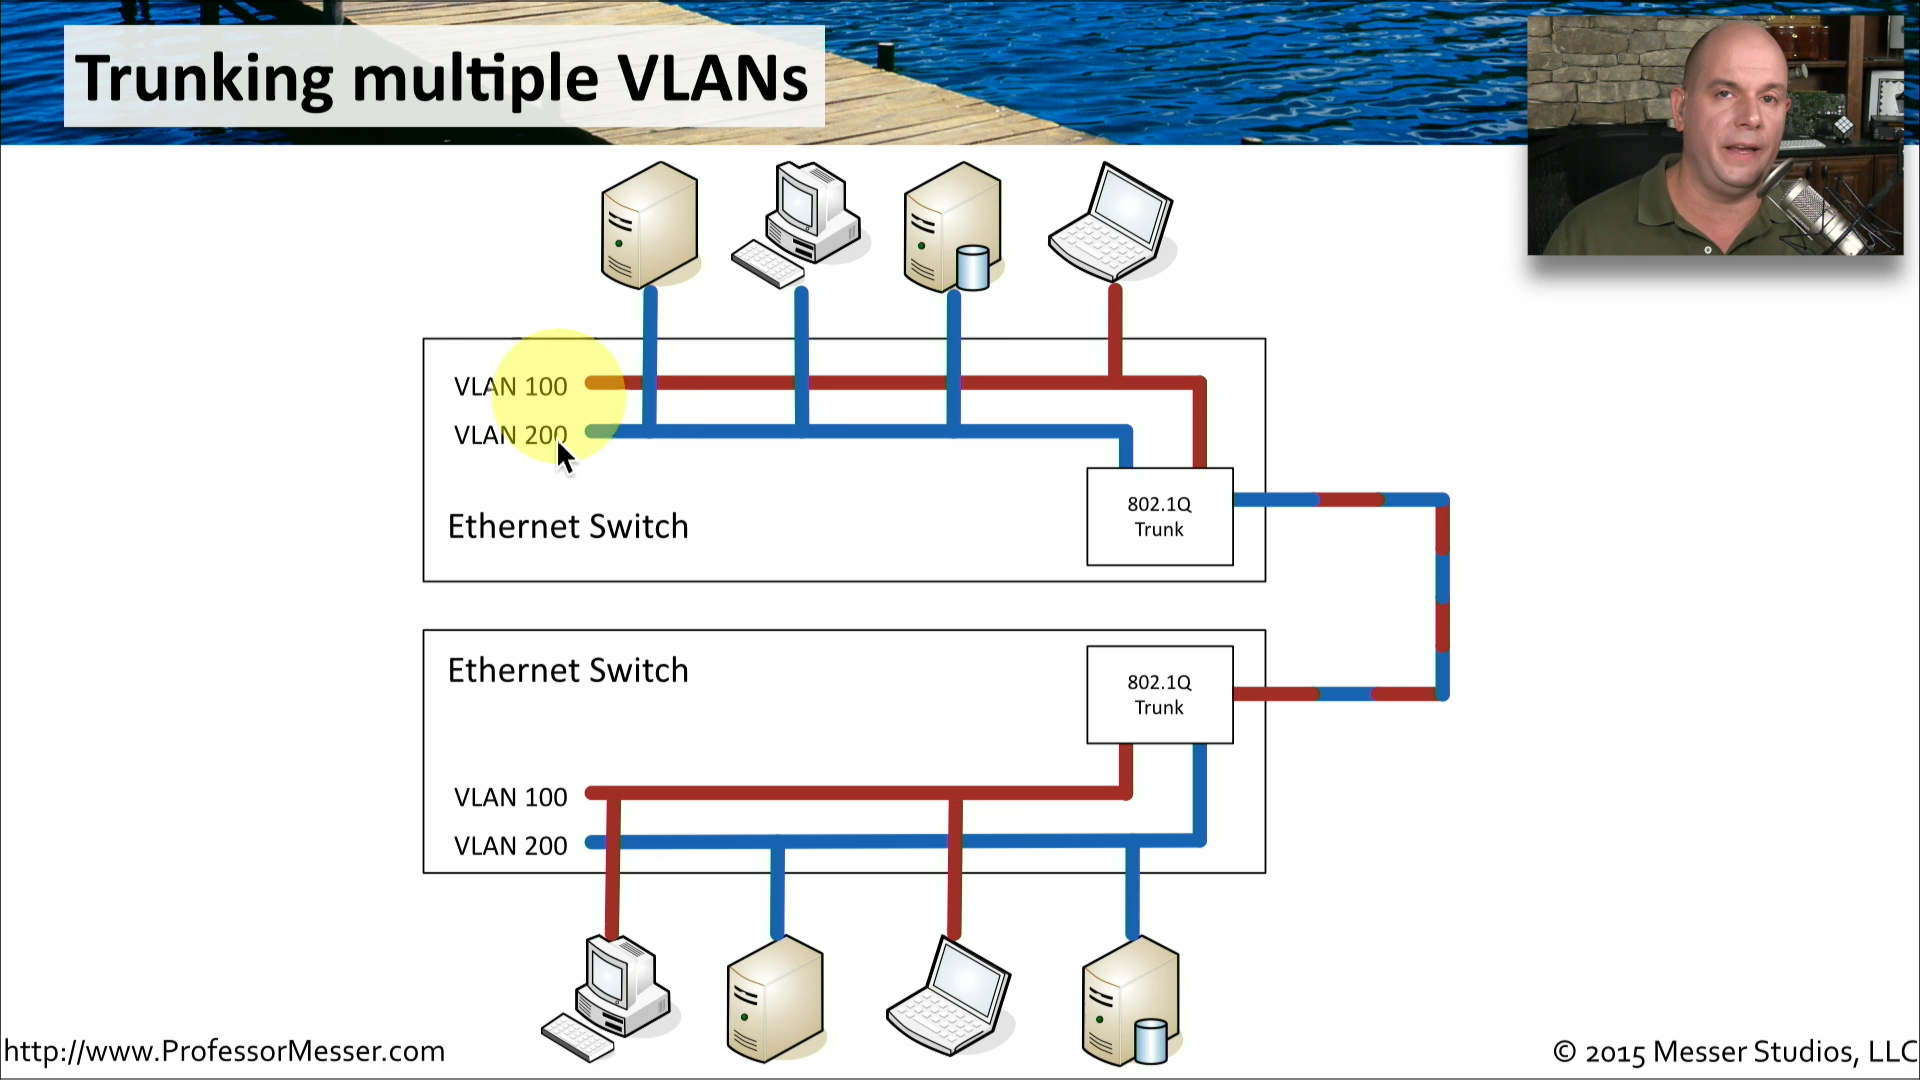 Trunking multiple VLANs
VLAN 100
VLAN 200
Ethernet Switch
802.1Q
Trunk
Ethernet Switch
802.1Q
Trunk
VLAN 100
VLAN 200
http://www.ProfessorMesser.com
© 2015 Messer Studios, LLC